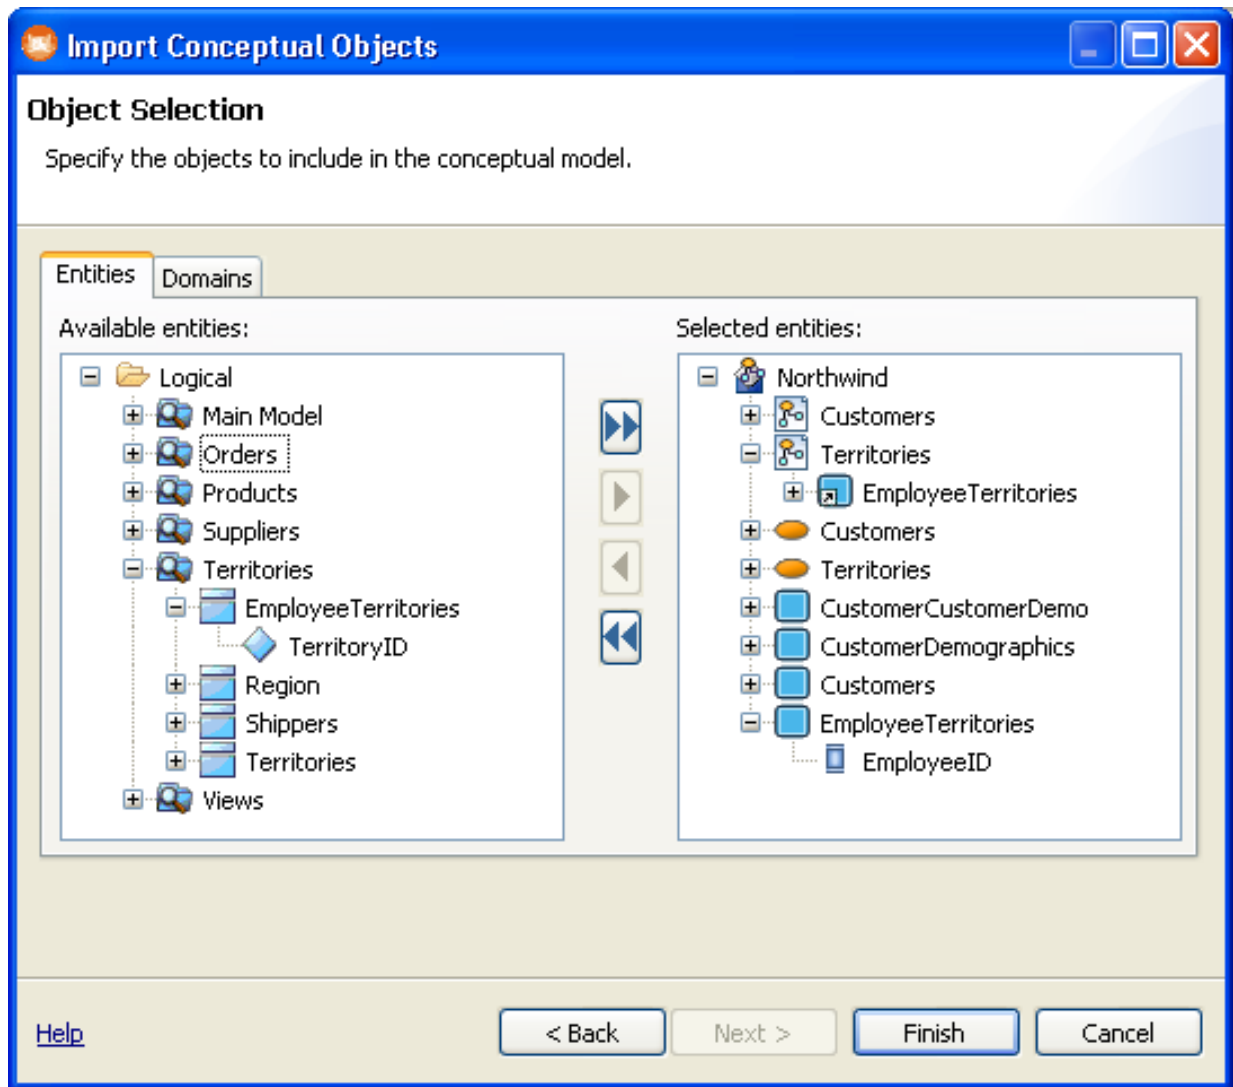 Import Conceptual Objects
Object Selection
Specify the objects to include in the conceptual model.
Entities
Domains
Available entities:
Logical
Main Model
Orders
Products
Suppliers
Territories
EmployeeTerritories
TerritoryID
Region
Shippers
Territories
Views
Selected entities:
Northwind
Customers
Territories
EmployeeTerritories
Customers
Territories
CustomerCustomerDemo
CustomerDemographics
Customers
EmployeeTerritories
EmployeeID
Help
< Back
Next >
Finish
Cancel